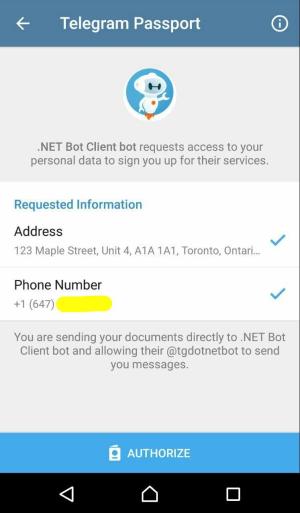 Telegram Passport
.NET Bot Client bot requests access to your
personal data to sign you up for their services.
Requested Information
Address
123 Maple Street, Unit 4, A1A 1A1, Toronto, Ontari...
Phone Number
+1 (647)
You are sending your documents directly to .NET Bot
Client bot and allowing their @tgdotnetbot to send
you messages.
AUTHORIZE